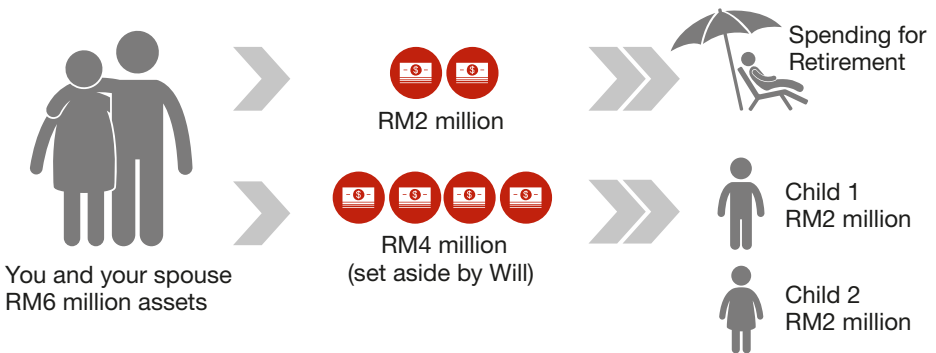 Spending for
Retirement
RM2 million
You and your spouse
RM6 million assets
RM4 million
(set aside by Will)
Child 1
RM2 million
Child 2
RM2 million